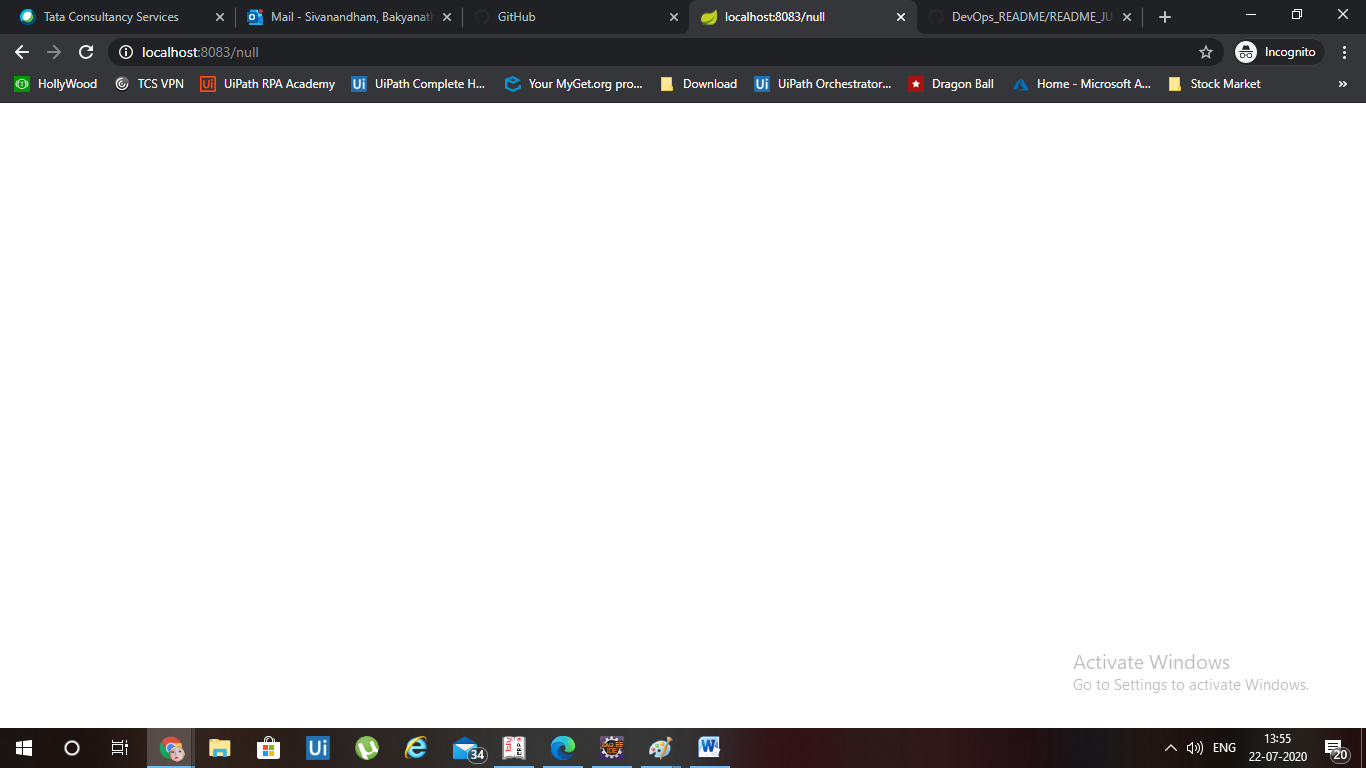 Tata Consultancy Services
Mail - Sivanandham, Bakyanath
GitHub
localhost:8083/null
DevOps_README/README_JU
localhost:8083/null
Incognito
HollyWood
TCS VPN
UiPath RPA Academy
UiPath Complete H...
Your MyGet.org pro...
Download
UiPath Orchestrator...
Dragon Ball
Home - Microsoft A...
Stock Market
Activate Windows
Go to Settings to activate Windows.
Ui
34
ENG
13:55
22-07-2020
20